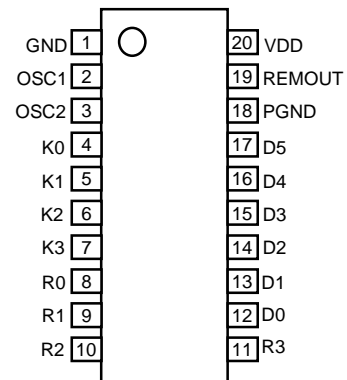 GND 1 20 VDD
OSC1 2 19 REMOUT
OSC2 3 18 PGND
K0 4 17 D5
K1 5 16 D4
K2 6 15 D3
K3 7 14 D2
R0 8 13 D1
R1 9 12 D0
R2 10 11 R3